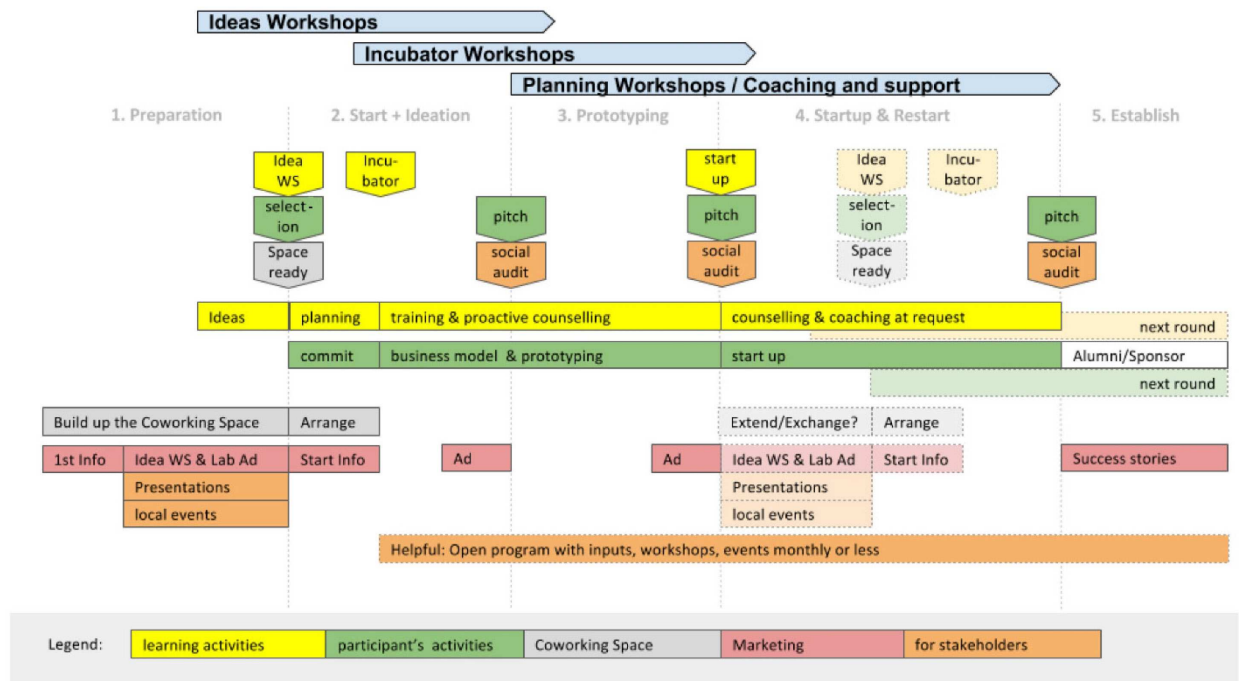 Ideas Workshops
Incubator Workshops
Planning Workshops / Coaching and support
1. Preparation
2. Start + Ideation
3. Prototyping
4. Startup & Restart
5. Establish
Idea
WS
Incu-
bator
start
up
Idea
WS
Incu-
bator
select-
ion
pitch
pitch
select-
ion
pitch
Space
ready
social
audit
social
audit
Space
ready
social
audit
Ideas
planning
training & proactive counselling
counselling & coaching at request
next round
commit
business model & prototyping
start up
Alumni/Sponsor
next round
Build up the Coworking Space
Arrange
Extend/Exchange?
Arrange
1st Info
Idea WS & Lab Ad
Start Info
Ad
Ad
Idea WS & Lab Ad
Start Info
Success stories
Presentations
Presentations
local events
local events
Helpful: Open program with inputs, workshops, events monthly or less
Legend:
learning activities
participant's activities
Coworking Space
Marketing
for stakeholders